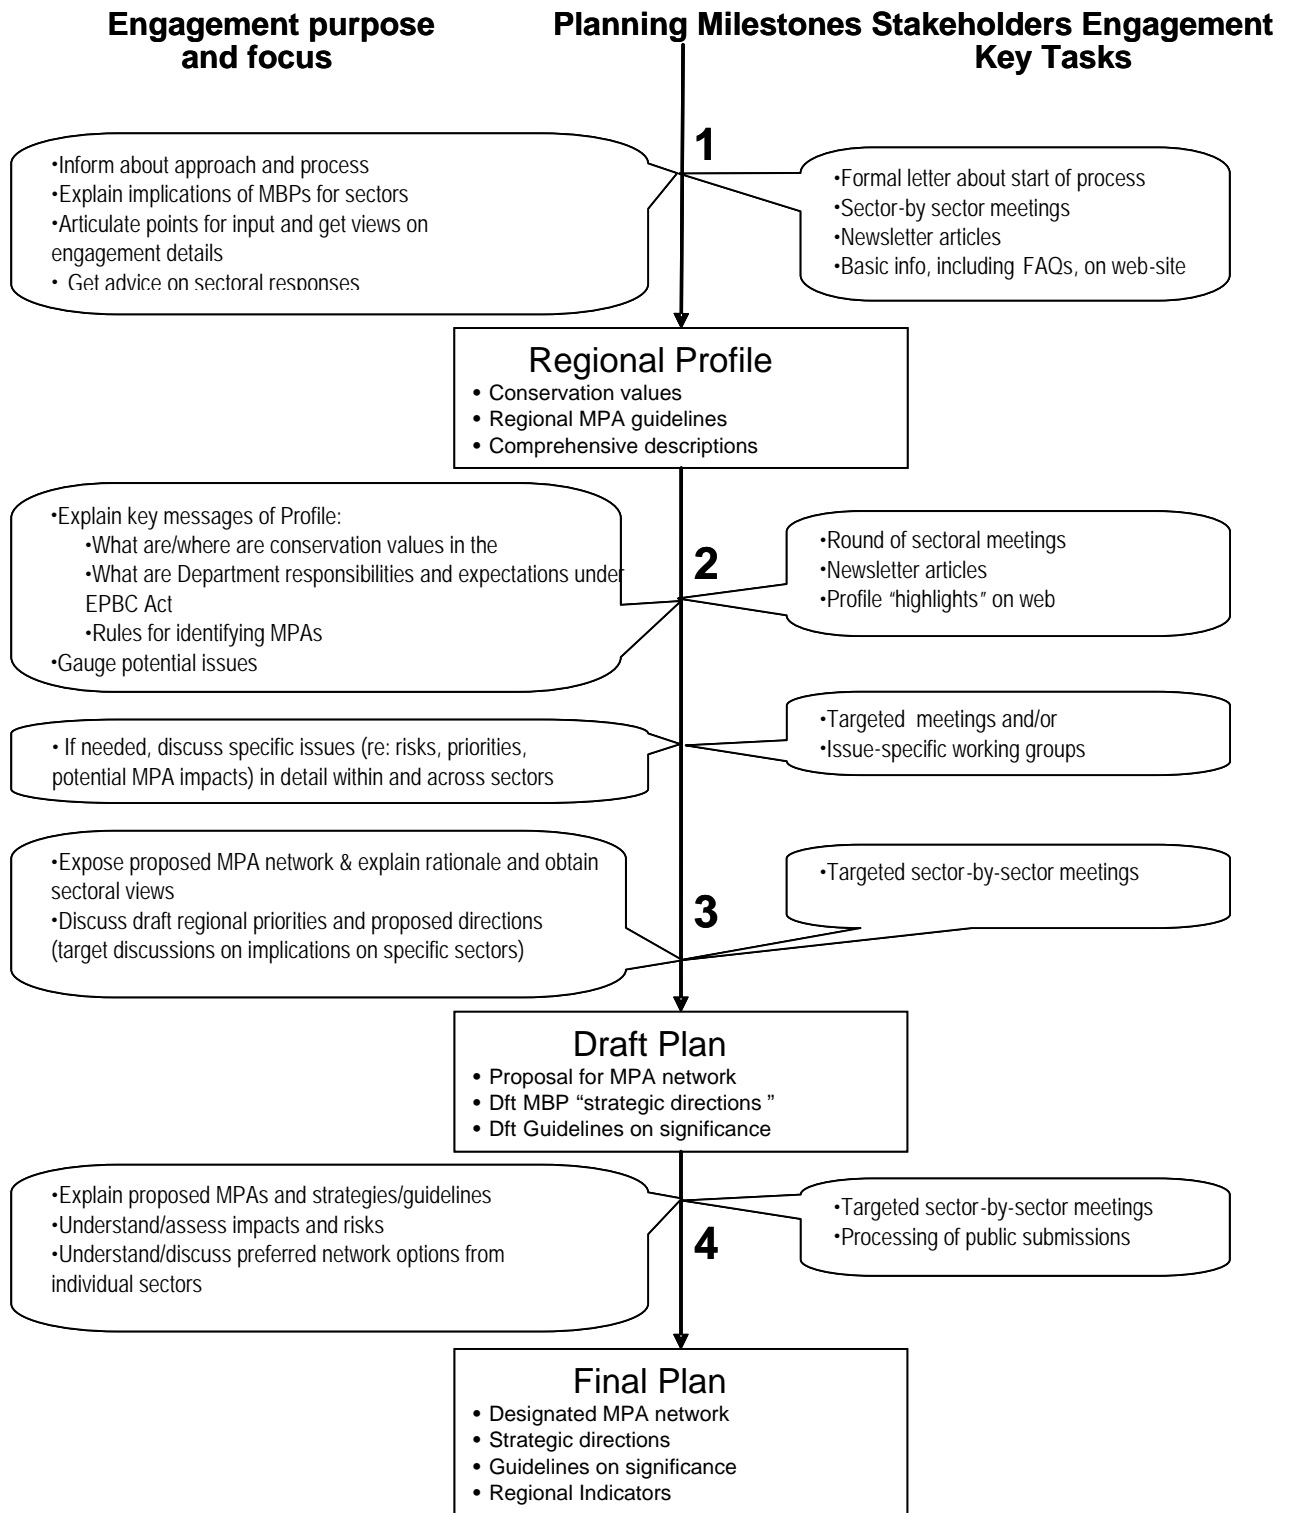 Engagement purpose
and focus
Planning Milestones Stakeholders Engagement
Key Tasks
1
•Inform about approach and process
•Explain implications of MBPs for sectors
•Articulate points for input and get views on
engagement details
• Get advice on sectoral responses
•Formal letter about start of process
•Sector-by sector meetings
•Newsletter articles
•Basic info, including FAQs, on web-site
Regional Profile
• Conservation values
• Regional MPA guidelines
• Comprehensive descriptions
•Explain key messages of Profile:
•What are/where are conservation values in the
•What are Department responsibilities and expectations under
EPBC Act
•Rules for identifying MPAs
•Gauge potential issues
2
•Round of sectoral meetings
•Newsletter articles
•Profile “highlights” on web
• If needed, discuss specific issues (re: risks, priorities,
potential MPA impacts) in detail within and across sectors
•Targeted meetings and/or
•Issue-specific working groups
•Expose proposed MPA network & explain rationale and obtain
sectoral views
•Discuss draft regional priorities and proposed directions
(target discussions on implications on specific sectors)
3
•Targeted sector-by-sector meetings
Draft Plan
• Proposal for MPA network
• Dft MBP “strategic directions ”
• Dft Guidelines on significance
•Explain proposed MPAs and strategies/guidelines
•Understand/assess impacts and risks
•Understand/discuss preferred network options from
individual sectors
4
•Targeted sector-by-sector meetings
•Processing of public submissions
Final Plan
• Designated MPA network
• Strategic directions
• Guidelines on significance
• Regional Indicators